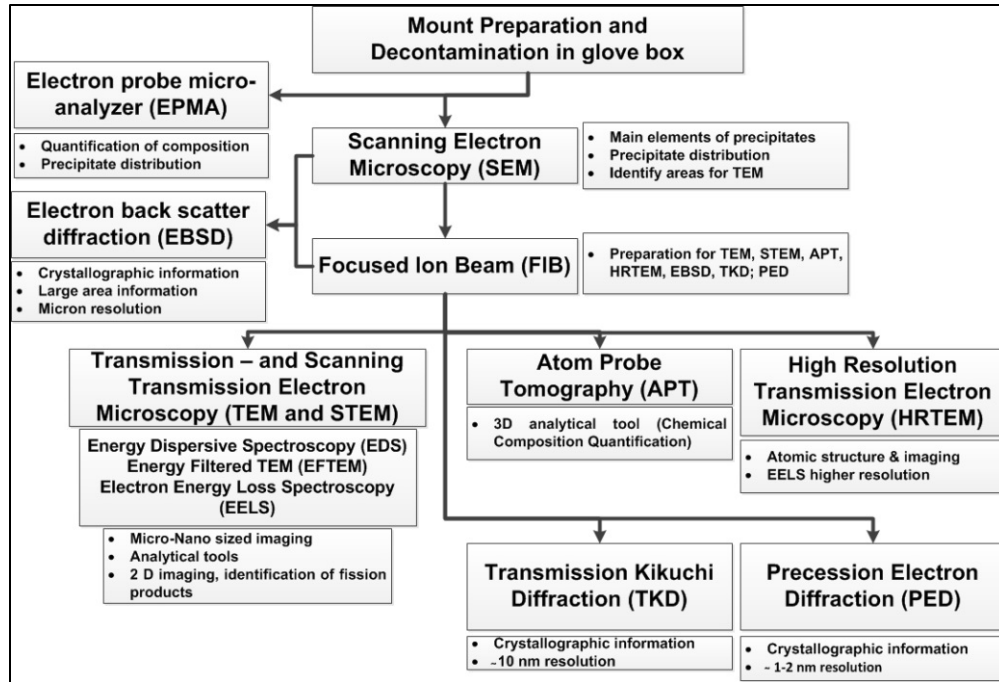 Mount Preparation and
Decontamination in glove box
Electron probe micro-
analyzer (EPMA)
• Quantification of composition
• Precipitate distribution
Scanning Electron
Microscopy (SEM)
• Main elements of precipitates
• Precipitate distribution
• Identify areas for TEM
Electron back scatter
diffraction (EBSD)
• Crystallographic information
• Large area information
• Micron resolution
Focused Ion Beam (FIB)
• Preparation for TEM, STEM, APT,
HRTEM, EBSD, TKD; PED
Transmission – and Scanning
Transmission Electron
Microscopy (TEM and STEM)
Energy Dispersive Spectroscopy (EDS)
Energy Filtered TEM (EFTEM)
Electron Energy Loss Spectroscopy
(EELS)
• Micro-Nano sized imaging
• Analytical tools
• 2 D imaging, identification of fission
products
Atom Probe
Tomography (APT)
• 3D analytical tool (Chemical
Composition Quantification)
High Resolution
Transmission Electron
Microscopy (HRTEM)
• Atomic structure & imaging
• EELS higher resolution
Transmission Kikuchi
Diffraction (TKD)
• Crystallographic information
• ~10 nm resolution
Precession Electron
Diffraction (PED)
• Crystallographic information
• ~ 1-2 nm resolution